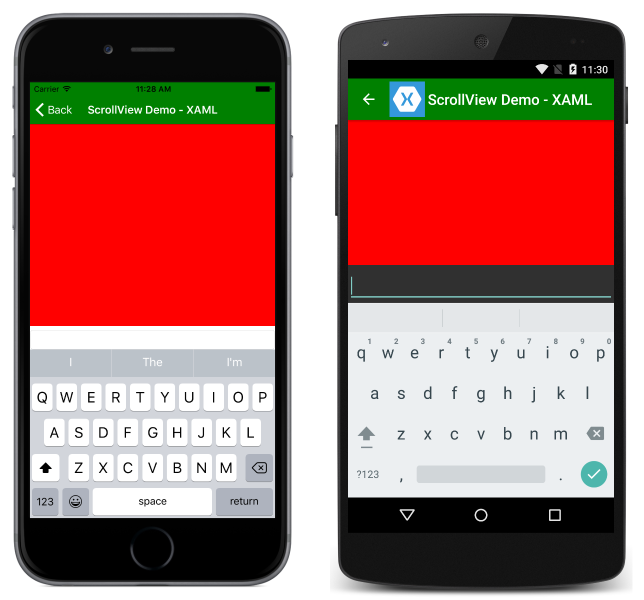 Carrier 11:28 AM
Back ScrollView Demo - XAML
I The I'm
Q W E R T Y U I O P
A S D F G H J K L
Z X C V B N M
123 space return
11:30
ScrollView Demo - XAML
1 2 3 4 5 6 7 8 9 0
q w e r t y u i o p
a s d f g h j k l
z x c v b n m
?123 , .